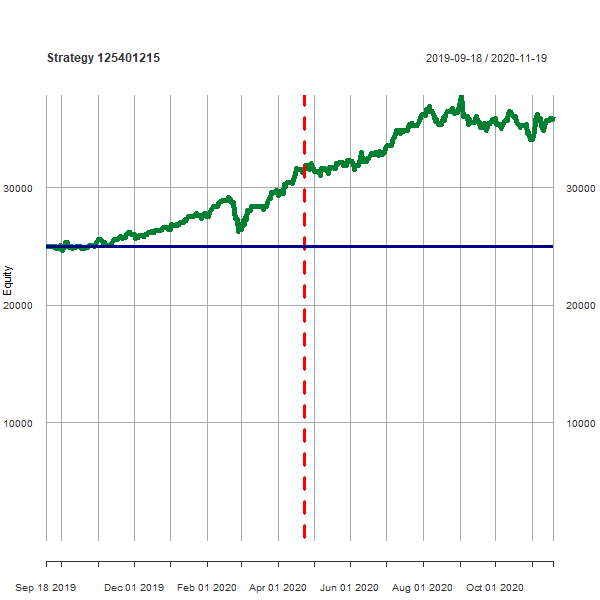 Strategy 125401215
2019-09-18 / 2020-11-19
30000
30000
Equity
20000
20000
10000
10000
Sep 18 2019
Dec 01 2019
Feb 01 2020
Apr 01 2020
Jun 01 2020
Aug 01 2020
Oct 01 2020